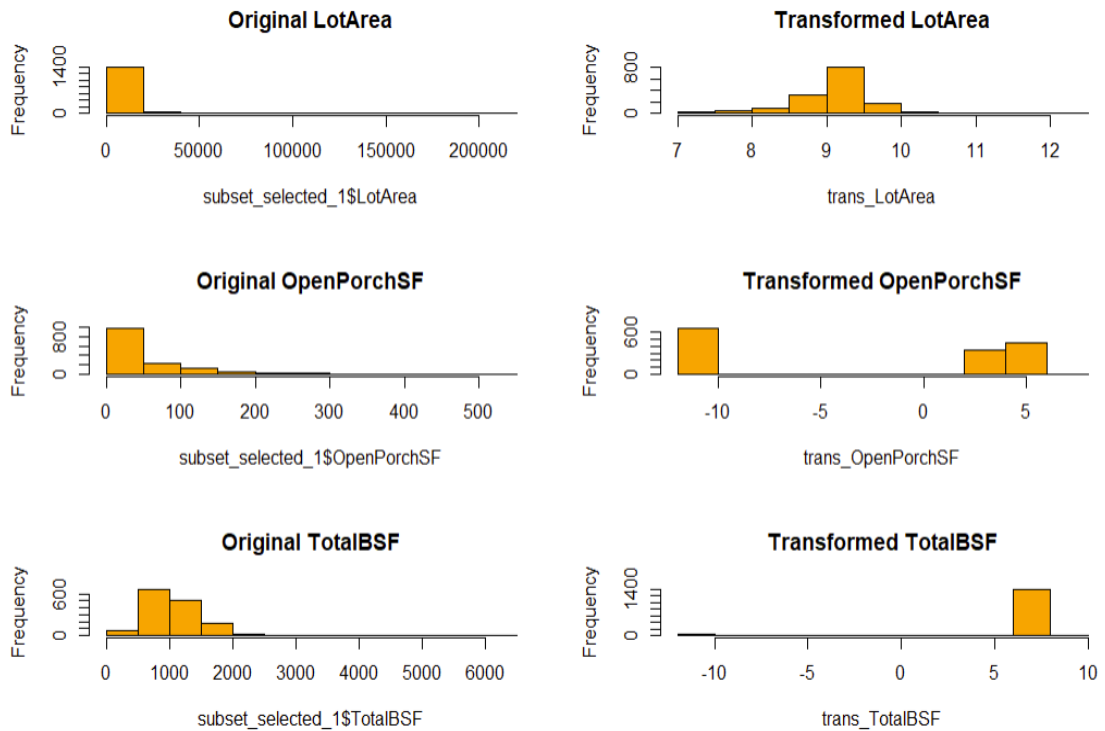 Original LotArea
Frequency
0 1400
0 50000 100000 150000 200000
subset_selected_1$LotArea
Transformed LotArea
Frequency
0 800
7 8 9 10 11 12
trans_LotArea
Original OpenPorchSF
Frequency
0 800
0 100 200 300 400 500
subset_selected_1$OpenPorchSF
Transformed OpenPorchSF
Frequency
0 600
-10 -5 0 5
trans_OpenPorchSF
Original TotalBSF
Frequency
0 600
0 1000 2000 3000 4000 5000 6000
subset_selected_1$TotalBSF
Transformed TotalBSF
Frequency
0 1400
-10 -5 0 5 10
trans_TotalBSF